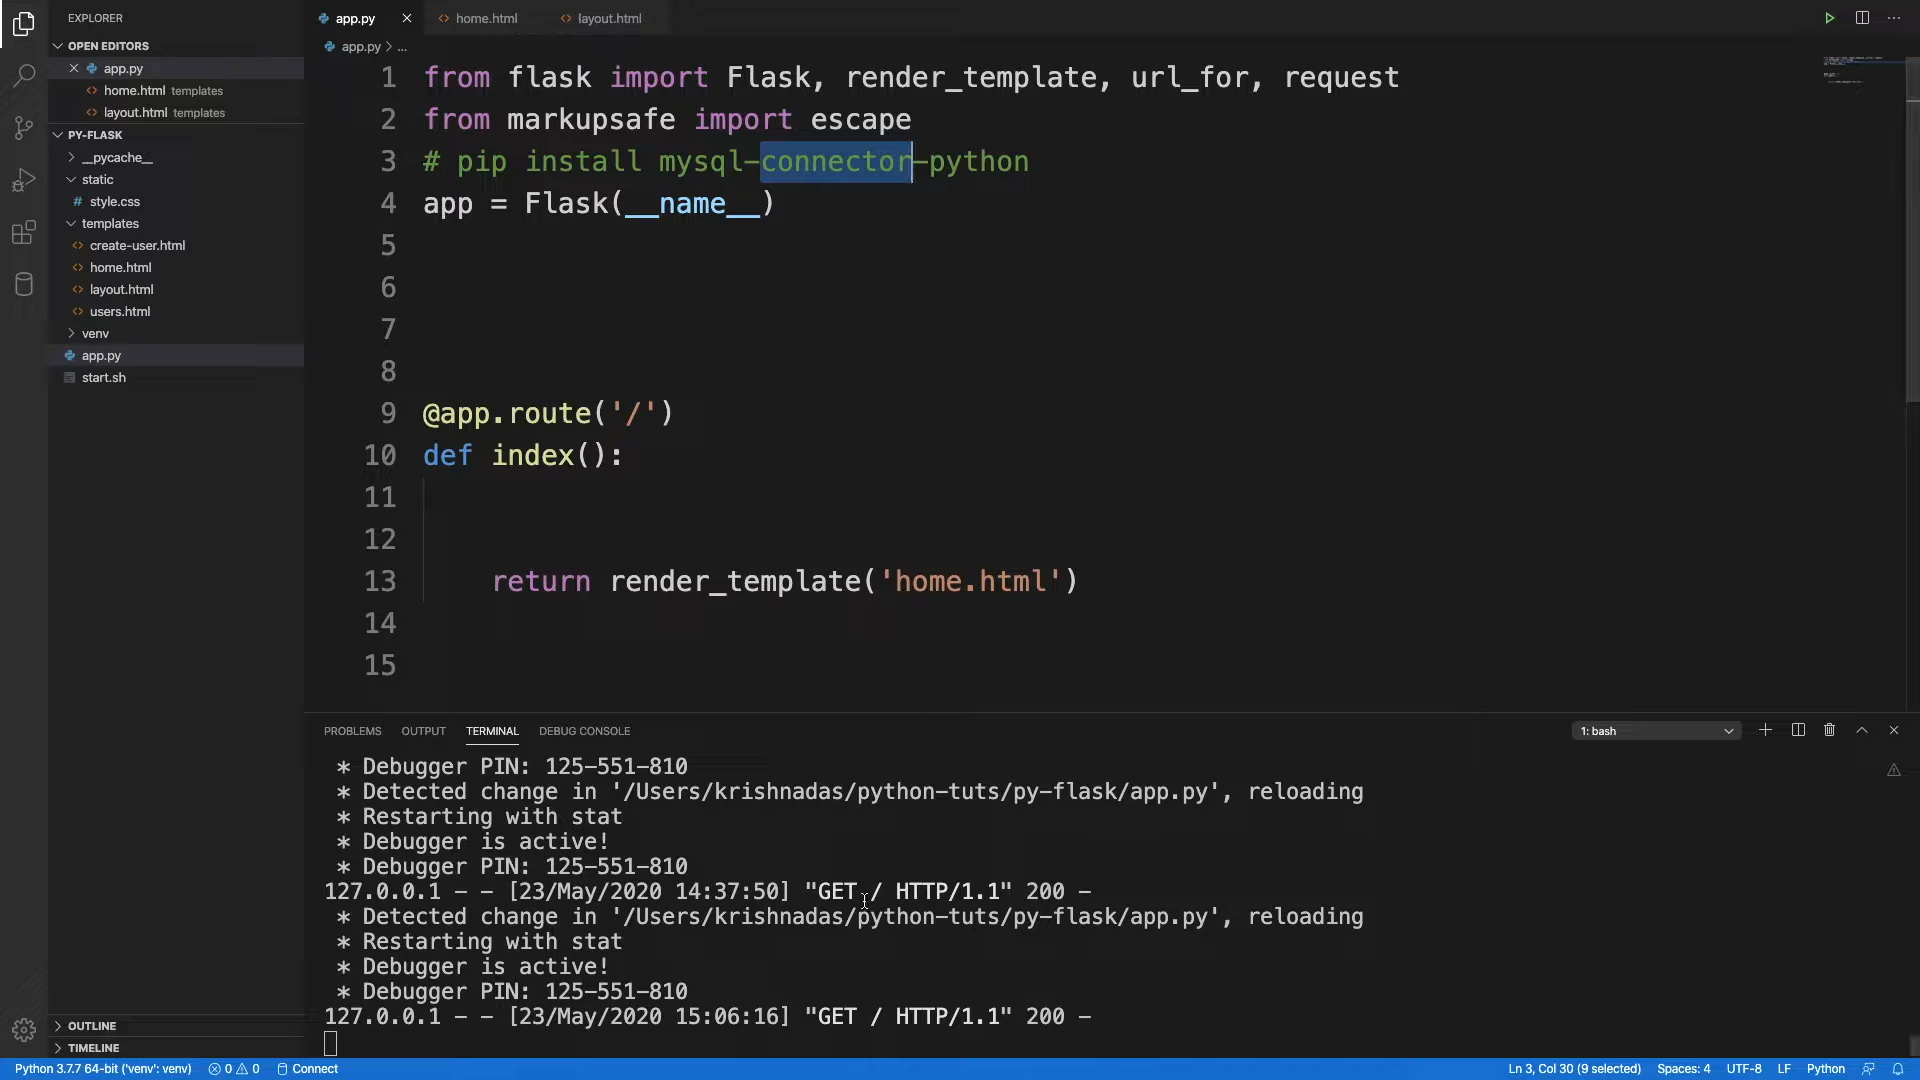 EXPLORER
OPEN EDITORS
app.py
home.html templates
layout.html templates
PY-FLASK
__pycache__
static
# style.css
templates
create-user.html
home.html
layout.html
users.html
venv
app.py
start.sh
OUTLINE
TIMELINE
app.py
home.html
layout.html
app.py > ...
1 from flask import Flask, render_template, url_for, request
2 from markupsafe import escape
3 # pip install mysql-connector-python
4 app = Flask(__name__)
5
6
7
8
9 @app.route('/')
10 def index():
11
12
13 return render_template('home.html')
14
15
PROBLEMS OUTPUT TERMINAL DEBUG CONSOLE
1: bash
* Debugger PIN: 125-551-810
* Detected change in '/Users/krishnadas/python-tuts/py-flask/app.py', reloading
* Restarting with stat
* Debugger is active!
* Debugger PIN: 125-551-810
127.0.0.1 - - [23/May/2020 14:37:50] "GET / HTTP/1.1" 200 -
* Detected change in '/Users/krishnadas/python-tuts/py-flask/app.py', reloading
* Restarting with stat
* Debugger is active!
* Debugger PIN: 125-551-810
127.0.0.1 - - [23/May/2020 15:06:16] "GET / HTTP/1.1" 200 -
Python 3.7.7 64-bit ('venv': venv) 0 0 Connect
Ln 3, Col 30 (9 selected) Spaces: 4 UTF-8 LF Python